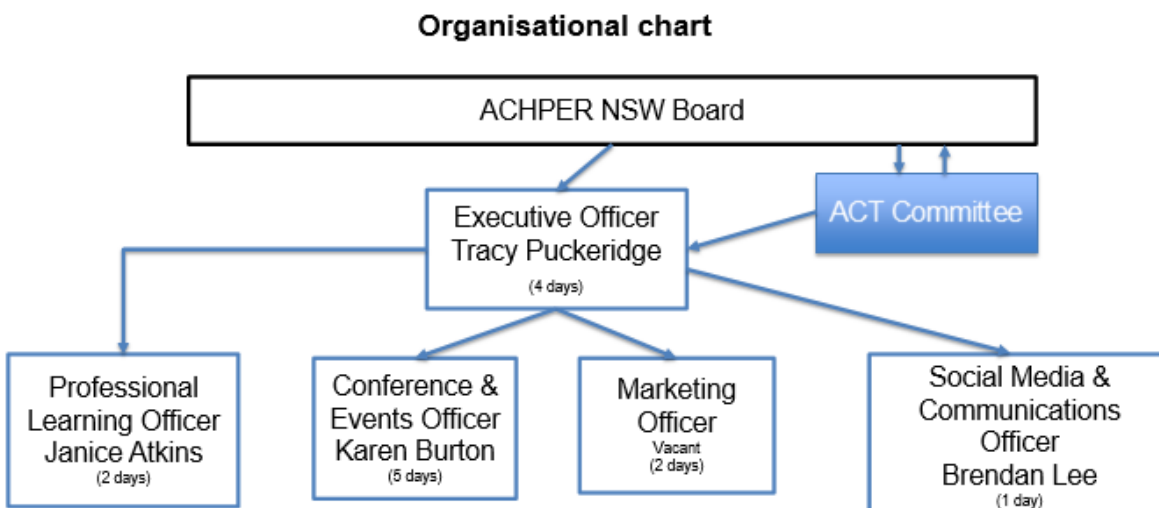 Organisational chart
ACHPER NSW Board
ACT Committee
Executive Officer
Tracy Puckeridge
(4 days)
Professional
Learning Officer
Janice Atkins
(2 days)
Conference &
Events Officer
Karen Burton
(5 days)
Marketing
Officer
Vacant
(2 days)
Social Media &
Communications
Officer
Brendan Lee
(1 day)